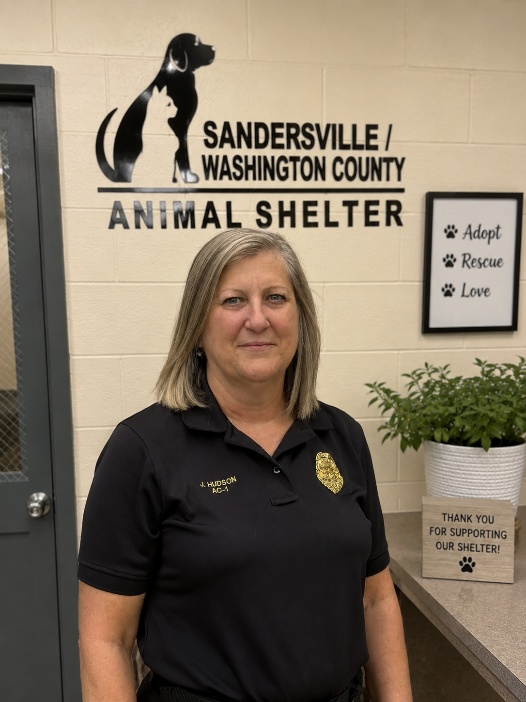 SANDERSVILLE /
WASHINGTON COUNTY
ANIMAL SHELTER
Adopt
Rescue
Love
J. HUDSON
AC-1
THANK YOU
FOR SUPPORTING
OUR SHELTER!